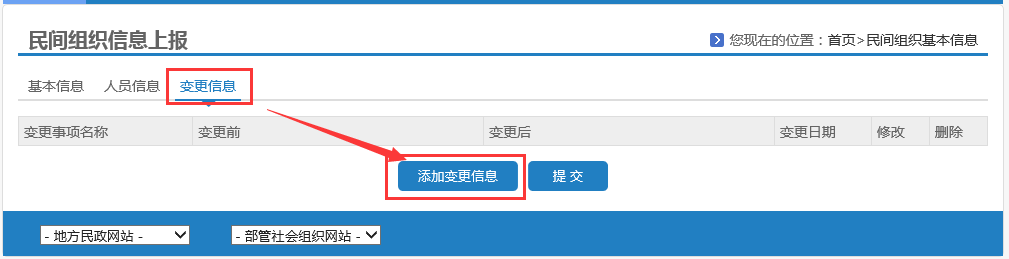 民间组织信息上报
您现在的位置：首页>民间组织基本信息
基本信息 人员信息 变更信息
变更事项名称 变更前 变更后 变更日期 修改 删除
添加变更信息 提 交
- 地方民政网站 - - 部管社会组织网站 -